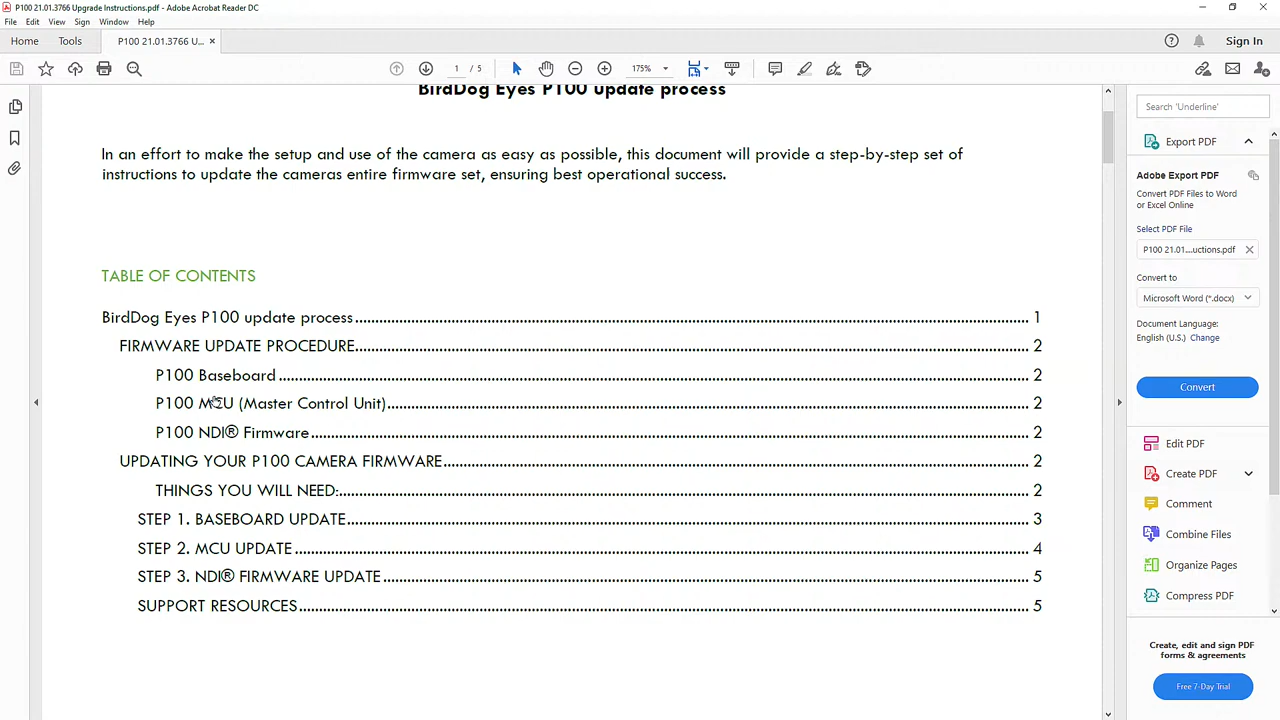 P100 21.01.3766 Upgrade Instructions.pdf - Adobe Acrobat Reader DC
File Edit View Sign Window Help
Home Tools P100 21.01.3766 U... × Sign In
1 / 5 175%
BirdDog Eyes P100 update process
In an effort to make the setup and use of the camera as easy as possible, this document will provide a step-by-step set of
instructions to update the cameras entire firmware set, ensuring best operational success.
TABLE OF CONTENTS
BirdDog Eyes P100 update process 1
FIRMWARE UPDATE PROCEDURE 2
P100 Baseboard 2
P100 MCU (Master Control Unit) 2
P100 NDI® Firmware 2
UPDATING YOUR P100 CAMERA FIRMWARE 2
THINGS YOU WILL NEED: 2
STEP 1. BASEBOARD UPDATE 3
STEP 2. MCU UPDATE 4
STEP 3. NDI® FIRMWARE UPDATE 5
SUPPORT RESOURCES 5
Search 'Underline'
Export PDF
Adobe Export PDF
Convert PDF Files to Word
or Excel Online
Select PDF File
P100 21.01....uctions.pdf ×
Convert to
Microsoft Word (*.docx)
Document Language:
English (U.S.) Change
Convert
Edit PDF
Create PDF
Comment
Combine Files
Organize Pages
Compress PDF
Create, edit and sign PDF
forms & agreements
Free 7-Day Trial